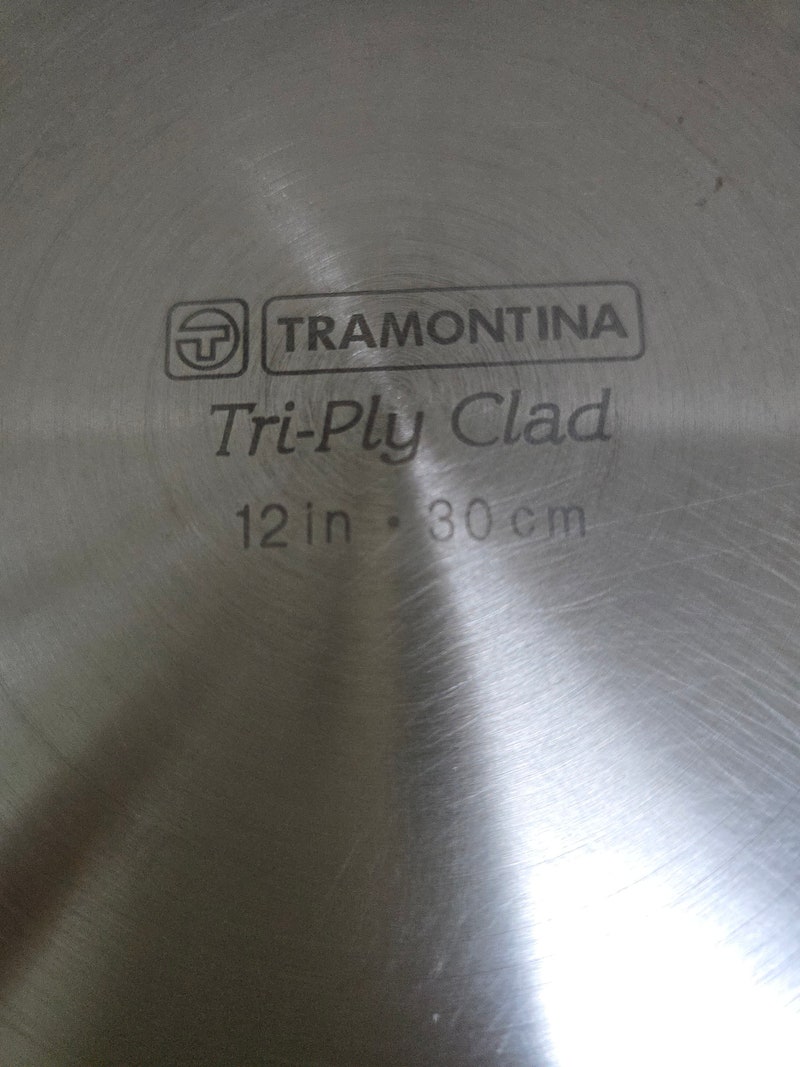 TRAMONTINA
Tri-Ply Clad
12 in • 30 cm